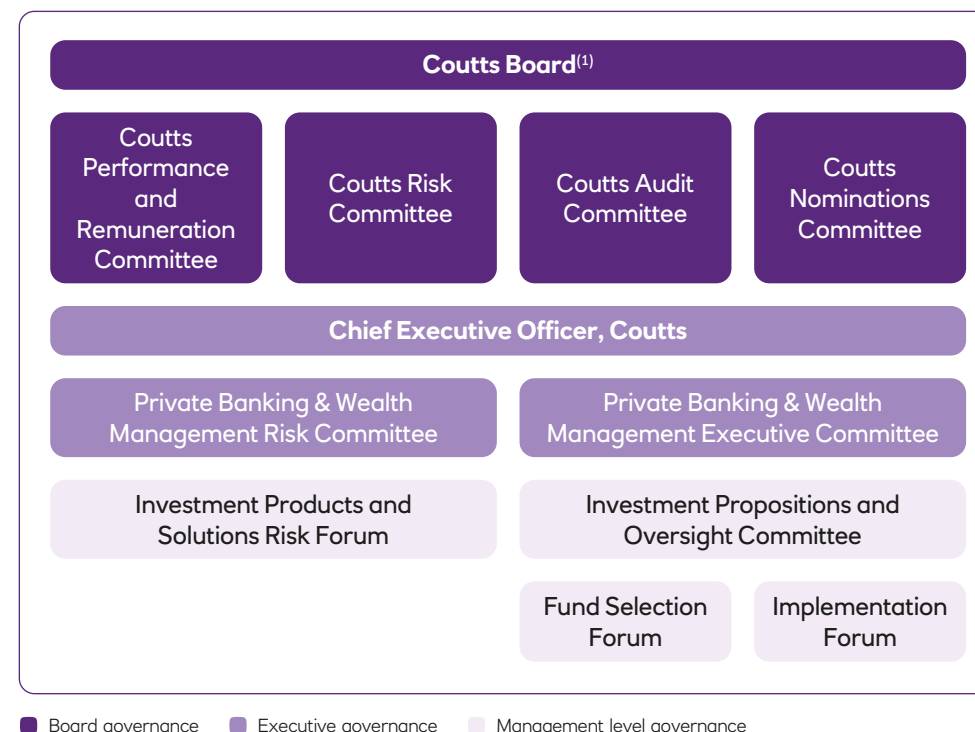 Coutts Board(1)
Coutts
Performance
and
Remuneration
Committee
Coutts Risk
Committee
Coutts Audit
Committee
Coutts
Nominations
Committee
Chief Executive Officer, Coutts
Private Banking & Wealth
Management Risk Committee
Private Banking & Wealth
Management Executive Committee
Investment Products and
Solutions Risk Forum
Investment Propositions and
Oversight Committee
Fund Selection
Forum
Implementation
Forum
Board governance Executive governance Management level governance